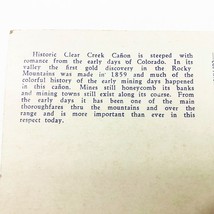 Historic Clear Creek Cañon is steeped with
romance from the early days of Colorado. In its
valley the first gold discovery in the Rocky
Mountains was made in 1859 and much of the
colorful history of the early mining days happened
in this cañon. Mines still honeycomb its banks
and mining towns still exist along its course. From
the early days it has been one of the main
thoroughfares thru the mountains and over the
range and is more important than ever in this
respect today.